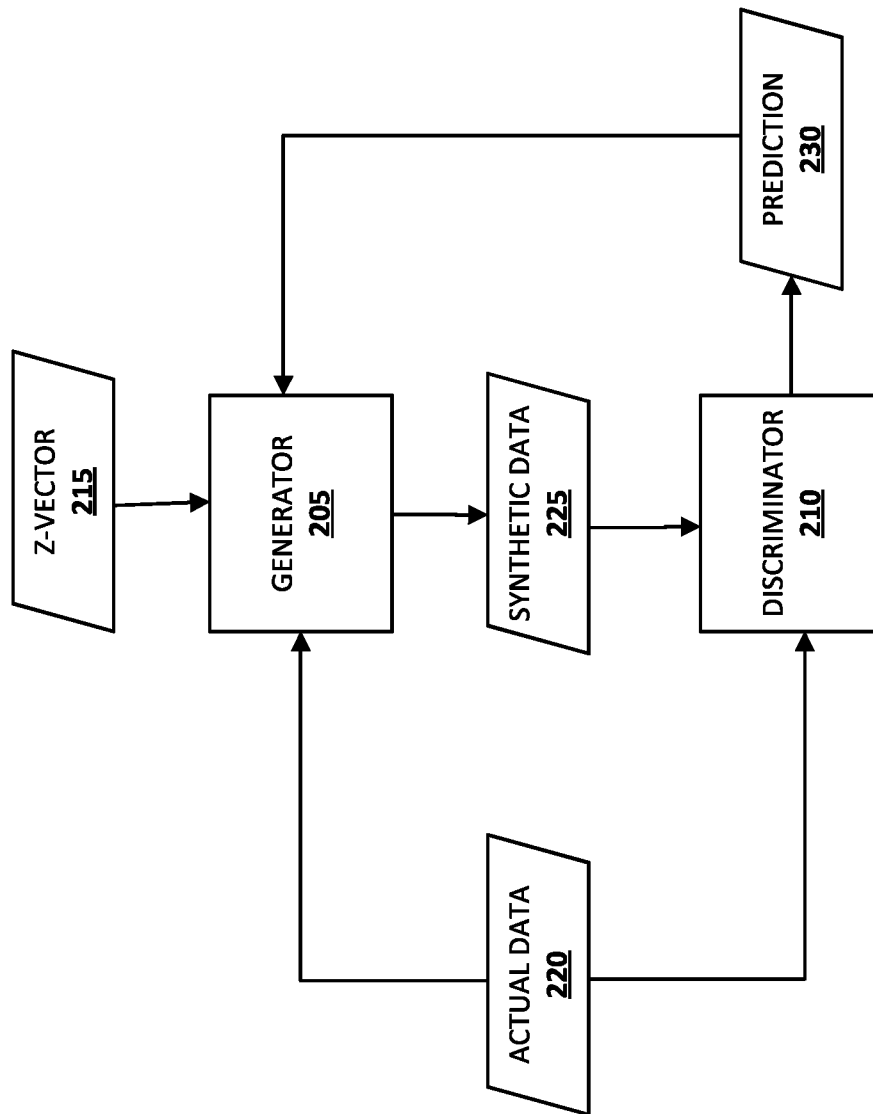 Z-VECTOR
215
GENERATOR
205
SYNTHETIC DATA
225
DISCRIMINATOR
210
ACTUAL DATA
220
PREDICTION
230